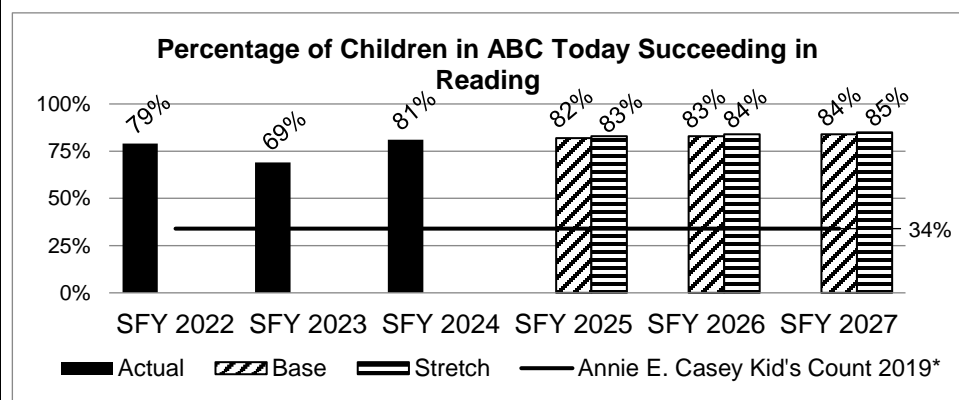 Percentage of Children in ABC Today Succeeding in
Reading
79% 69% 81% 82% 83% 83% 84% 84% 85%
100%
75%
50%
25%
0%
34%
SFY 2022 SFY 2023 SFY 2024 SFY 2025 SFY 2026 SFY 2027
Actual Base Stretch Annie E. Casey Kid's Count 2019*